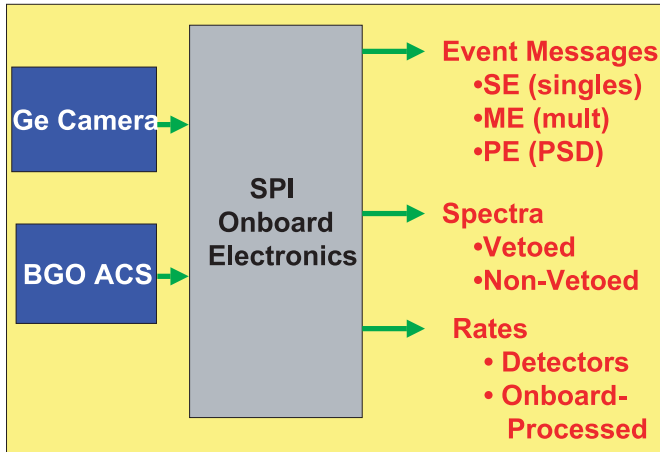 Ge Camera
BGO ACS
SPI
Onboard
Electronics
Event Messages
•SE (singles)
•ME (mult)
•PE (PSD)
Spectra
•Vetoed
•Non-Vetoed
Rates
• Detectors
• Onboard-
Processed